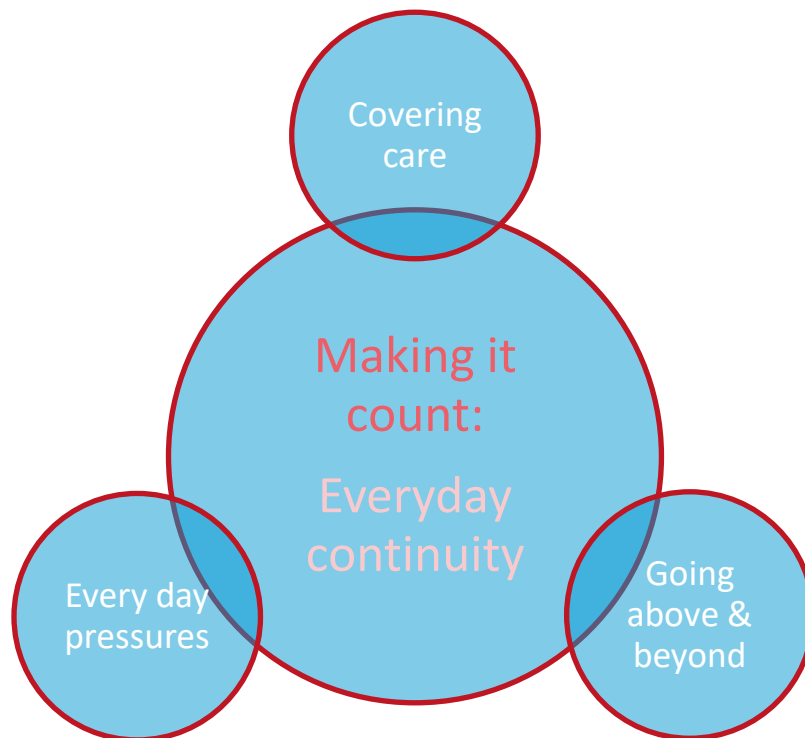 Covering
care
Making it
count:
Everyday
continuity
Every day
pressures
Going
above &
beyond